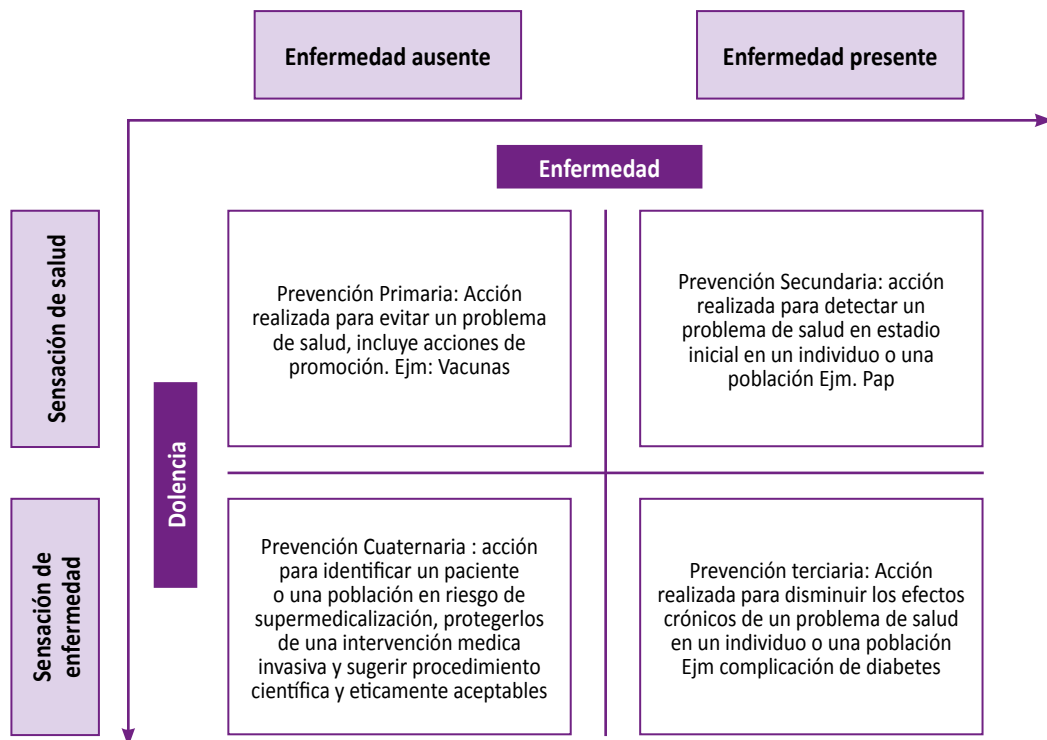 Enfermedad ausente
Enfermedad presente
Enfermedad
Sensación de salud
Dolencia
Prevención Primaria: Acción
realizada para evitar un problema
de salud, incluye acciones de
promoción. Ejm: Vacunas
Prevención Secundaria: acción
realizada para detectar un
problema de salud en estadio
inicial en un individuo o una
población Ejm. Pap
Sensación de
enfermedad
Prevención Cuaternaria : acción
para identificar un paciente
o una población en riesgo de
supermedicalización, protegerlos
de una intervención medica
invasiva y sugerir procedimiento
científica y eticamente aceptables
Prevención terciaria: Acción
realizada para disminuir los efectos
crónicos de un problema de salud
en un individuo o una población
Ejm complicación de diabetes